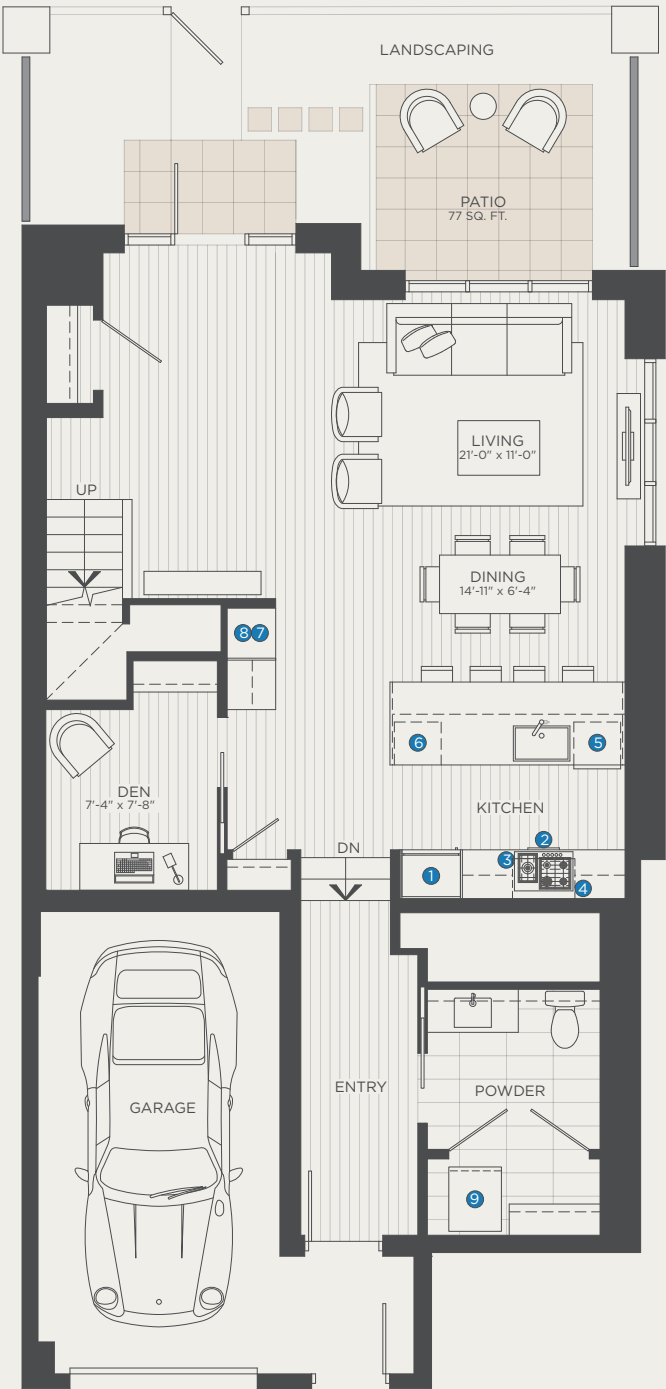 LANDSCAPING
PATIO
77 SQ. FT.
LIVING
21'-0" x 11'-0"
UP
DINING
14'-11" x 6'-4"
8 7
6
5
DEN
7'-4" x 7'-8"
KITCHEN
DN
2
3
1
4
ENTRY
POWDER
GARAGE
9